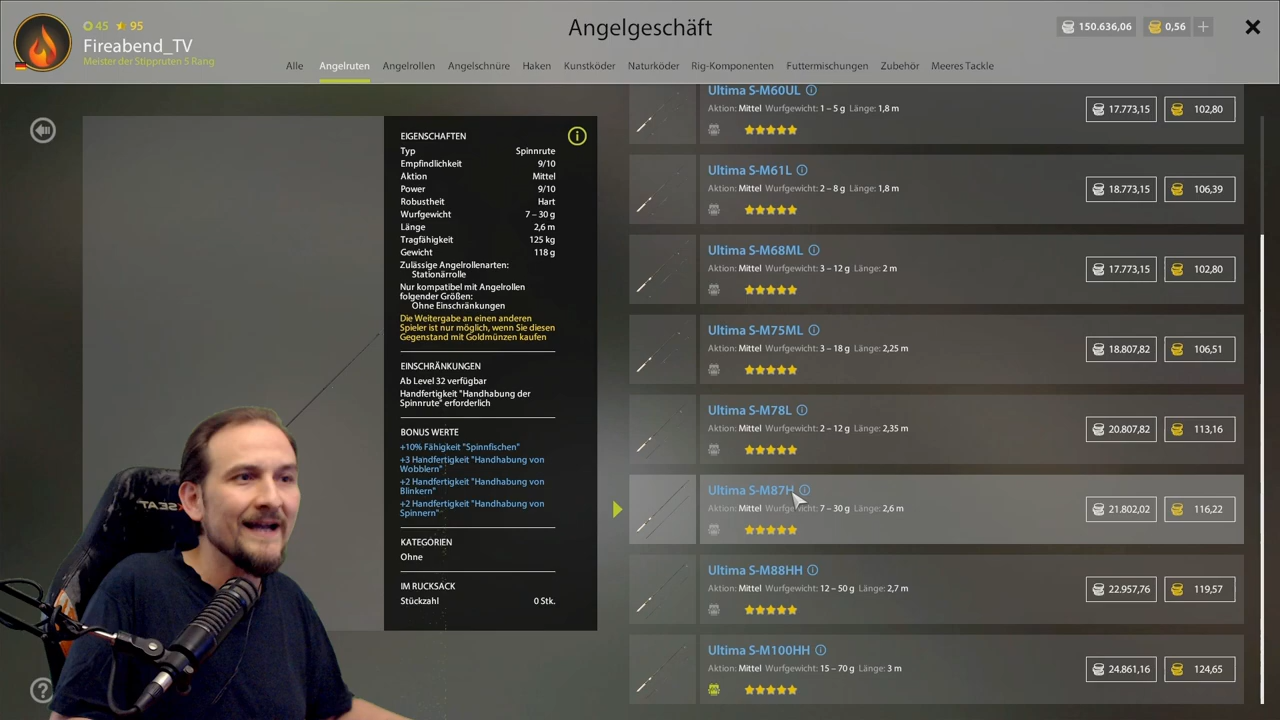 45 95
Fireabend_TV
Meister der Stippruten 5 Rang
Angelgeschäft
150.636,06
0,56
Alle
Angelruten
Angelrollen
Angelschnüre
Haken
Kunstköder
Naturköder
Rig-Komponenten
Futtermischungen
Zubehör
Meeres Tackle
EIGENSCHAFTEN
Typ Spinnrute
Empfindlichkeit 9/10
Aktion Mittel
Power 9/10
Robustheit Hart
Wurfgewicht 7 – 30 g
Länge 2,6 m
Tragfähigkeit 125 kg
Gewicht 118 g
Zulässige Angelrollenarten:
Stationärrolle
Nur kompatibel mit Angelrollen
folgender Größen:
Ohne Einschränkungen
Die Weitergabe an einen anderen
Spieler ist nur möglich, wenn Sie diesen
Gegenstand mit Goldmünzen kaufen
EINSCHRÄNKUNGEN
Ab Level 32 verfügbar
Handfertigkeit "Handhabung der
Spinnrute" erforderlich
BONUS WERTE
+10% Fähigkeit "Spinnfischen"
+3 Handfertigkeit "Handhabung von
Wobblern"
+2 Handfertigkeit "Handhabung von
Blinkern"
+2 Handfertigkeit "Handhabung von
Spinnern"
KATEGORIEN
Ohne
IM RUCKSACK
Stückzahl 0 Stk.
Ultima S-M60UL
Aktion: Mittel Wurfgewicht: 1 – 5 g Länge: 1,8 m
17.773,15 102,80
Ultima S-M61L
Aktion: Mittel Wurfgewicht: 2 – 8 g Länge: 1,8 m
18.773,15 106,39
Ultima S-M68ML
Aktion: Mittel Wurfgewicht: 3 – 12 g Länge: 2 m
17.773,15 102,80
Ultima S-M75ML
Aktion: Mittel Wurfgewicht: 3 – 18 g Länge: 2,25 m
18.807,82 106,51
Ultima S-M78L
Aktion: Mittel Wurfgewicht: 2 – 12 g Länge: 2,35 m
20.807,82 113,16
Ultima S-M87H
Aktion: Mittel Wurfgewicht: 7 – 30 g Länge: 2,6 m
21.802,02 116,22
Ultima S-M88HH
Aktion: Mittel Wurfgewicht: 12 – 50 g Länge: 2,7 m
22.957,76 119,57
Ultima S-M100HH
Aktion: Mittel Wurfgewicht: 15 – 70 g Länge: 3 m
24.861,16 124,65